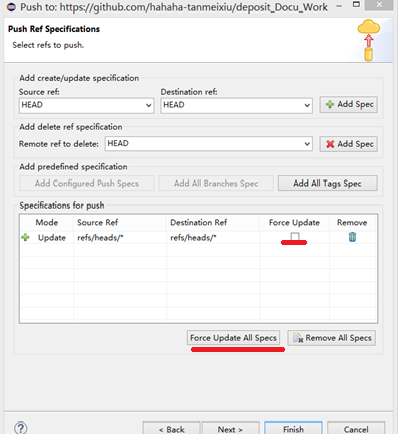 Push to: https://github.com/hahaha-tanmeixiu/deposit_Docu_Work
Push Ref Specifications
Select refs to push.
Add create/update specification
Source ref: Destination ref:
HEAD HEAD Add Spec
Add delete ref specification
Remote ref to delete: HEAD Add Spec
Add predefined specification
Add Configured Push Specs Add All Branches Spec Add All Tags Spec
Specifications for push
Mode Source Ref Destination Ref Force Update Remove
Update refs/heads/* refs/heads/*
Force Update All Specs Remove All Specs
? < Back Next > Finish Cancel